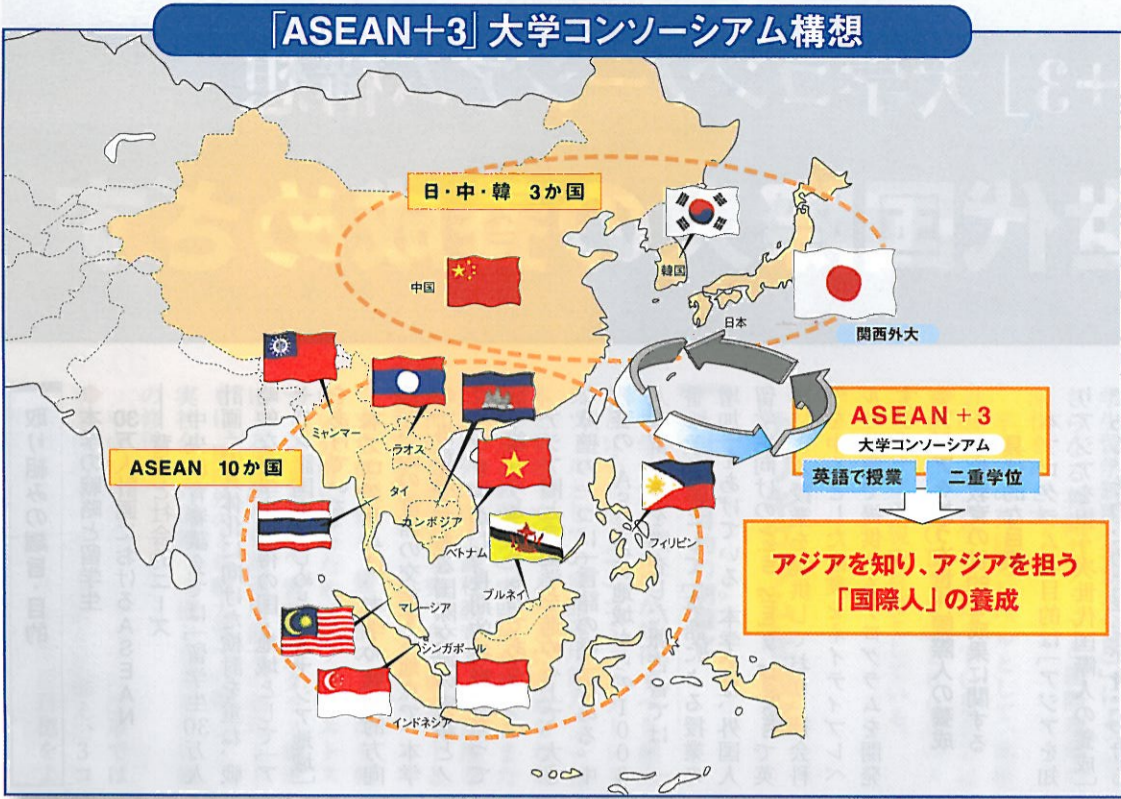 「ASEAN＋3」大学コンソーシアム構想
日・中・韓 3か国
韓国
中国
日本
関西外大
ミャンマー
ラオス
ASEAN 10か国
タイ
カンボジア
ベトナム
フィリピン
ブルネイ
マレーシア
シンガポール
インドネシア
ASEAN＋3
大学コンソーシアム
英語で授業
二重学位
アジアを知り、アジアを担う
「国際人」の養成